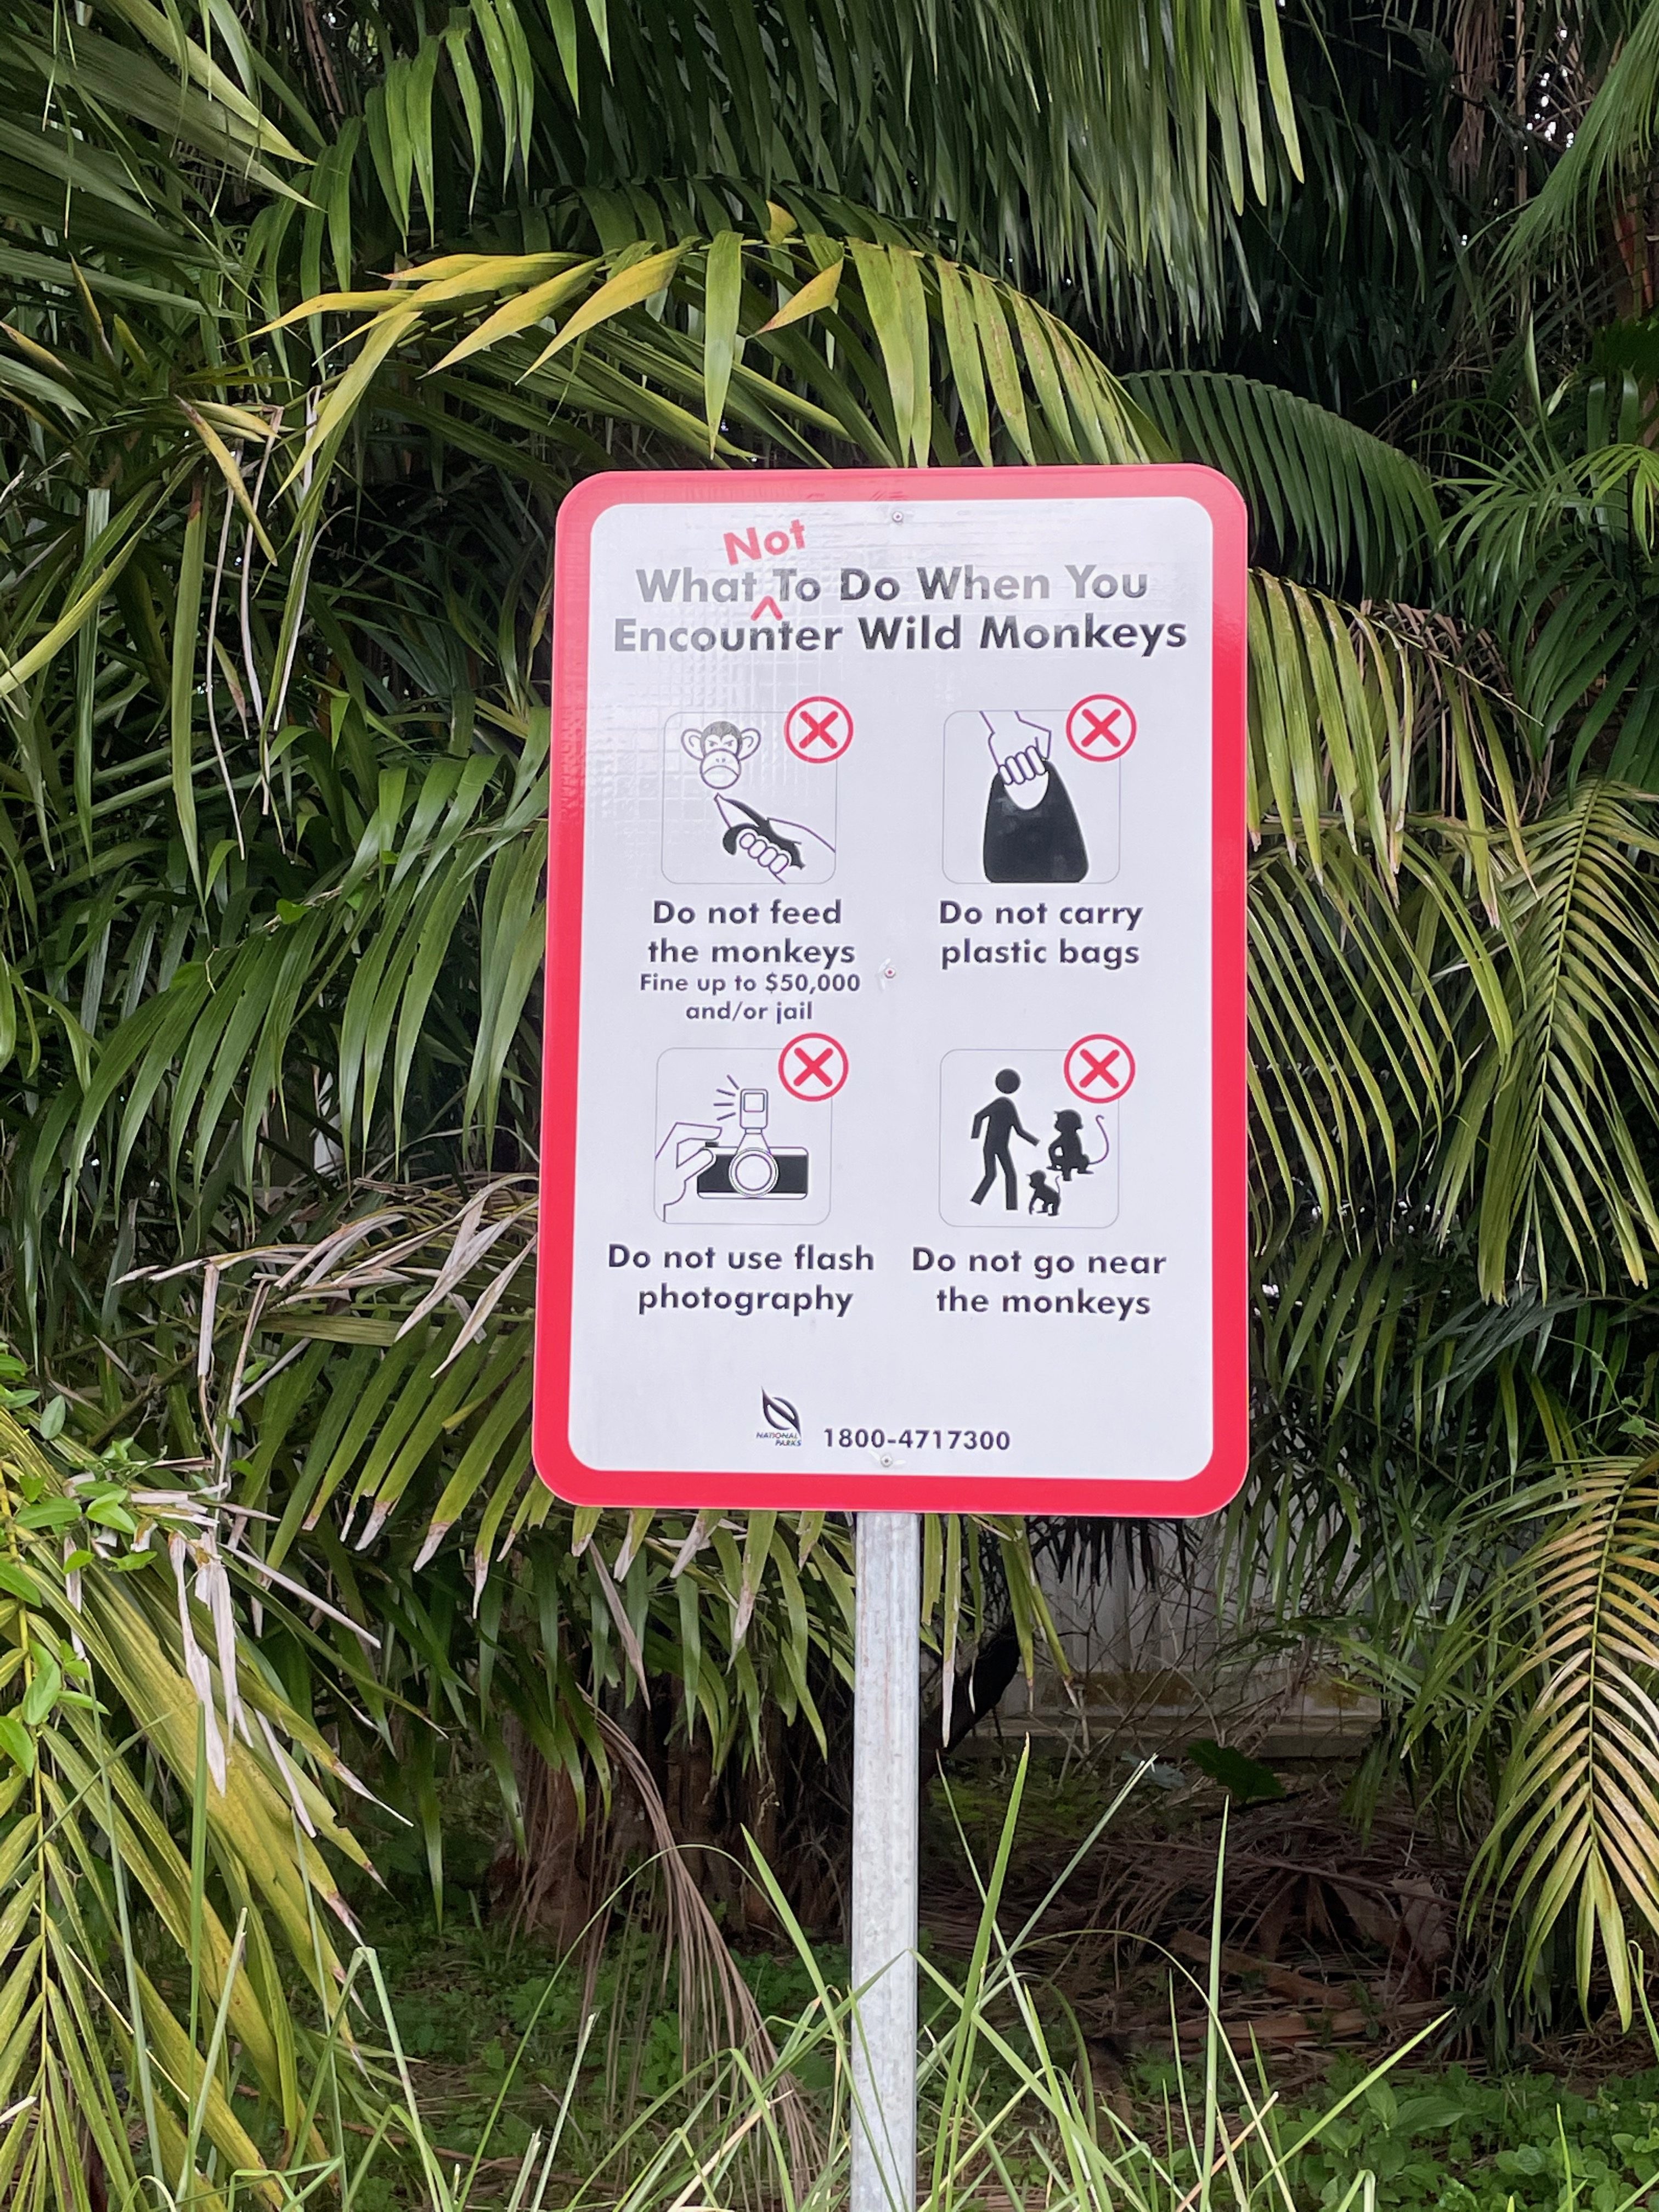 What Not To Do When You
Encounter Wild Monkeys
Do not feed
the monkeys
Fine up to $50,000
and/or jail
Do not carry
plastic bags
Do not use flash
photography
Do not go near
the monkeys
NATIONAL
PARKS
1800-4717300